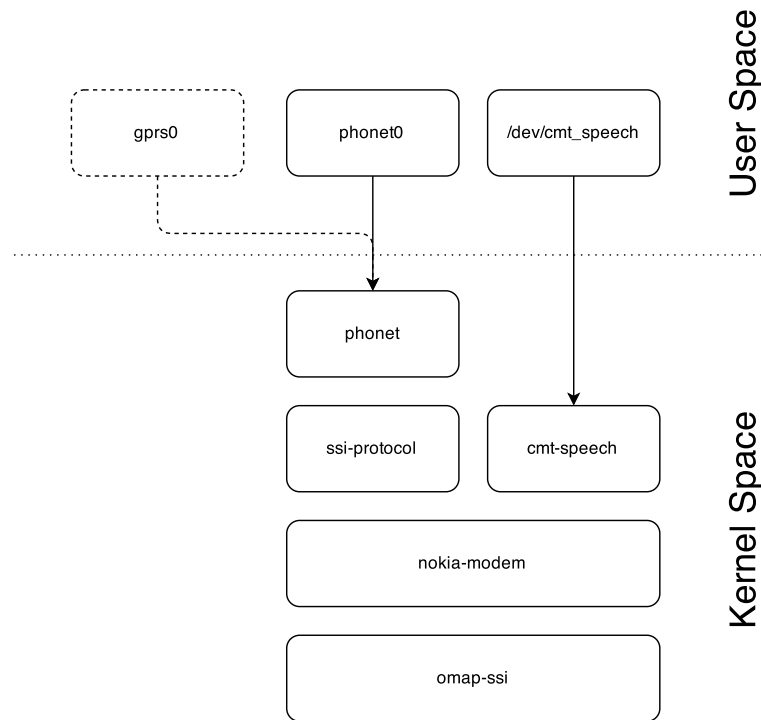 User Space
gprs0
phonet0
/dev/cmt_speech
phonet
ssi-protocol
cmt-speech
nokia-modem
omap-ssi
Kernel Space